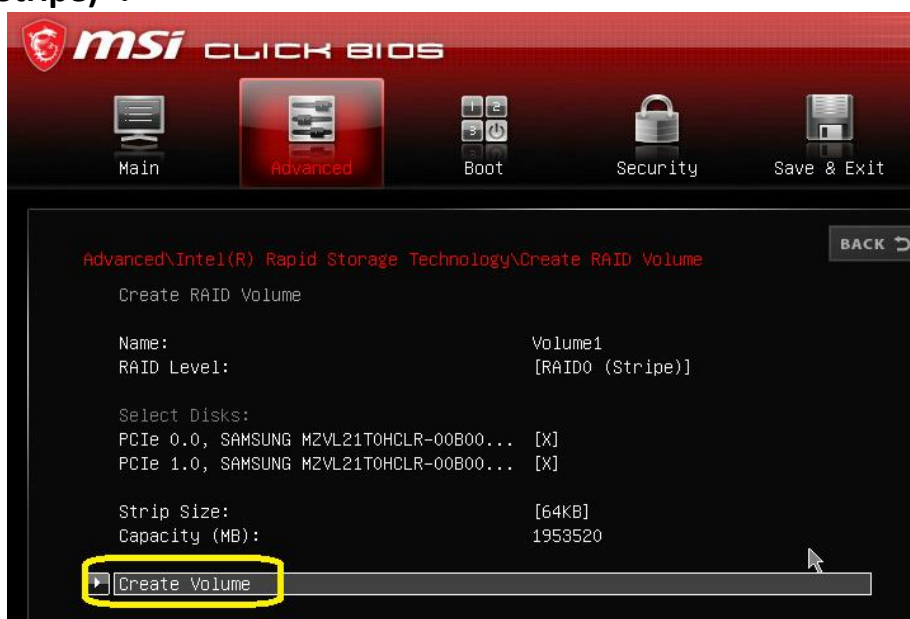 msi CLICK BIOS
Main
Advanced
Boot
Security
Save & Exit
BACK
Advanced\Intel(R) Rapid Storage Technology\Create RAID Volume
Create RAID Volume
Name: Volume1
RAID Level: [RAID0 (Stripe)]
Select Disks:
PCIe 0.0, SAMSUNG MZVL21T0HCLR-00B00... [X]
PCIe 1.0, SAMSUNG MZVL21T0HCLR-00B00... [X]
Strip Size: [64KB]
Capacity (MB): 1953520
Create Volume